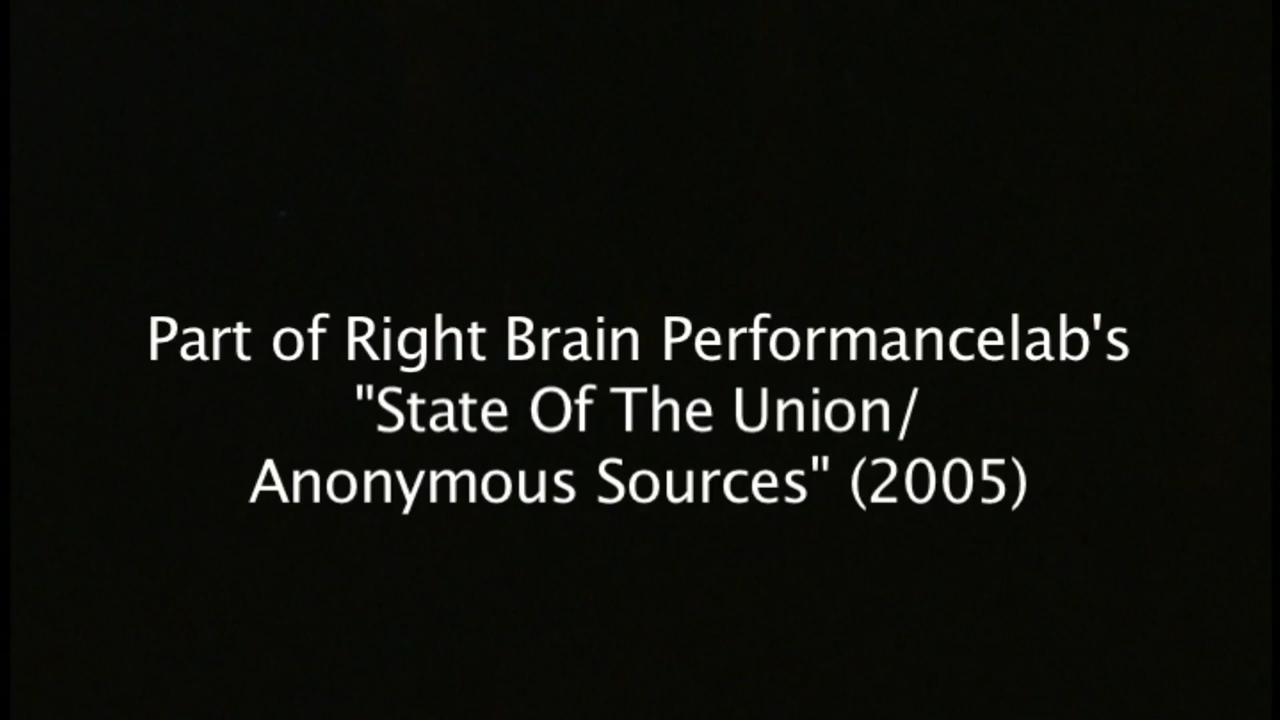 Part of Right Brain Performancelab's
"State Of The Union/
Anonymous Sources" (2005)